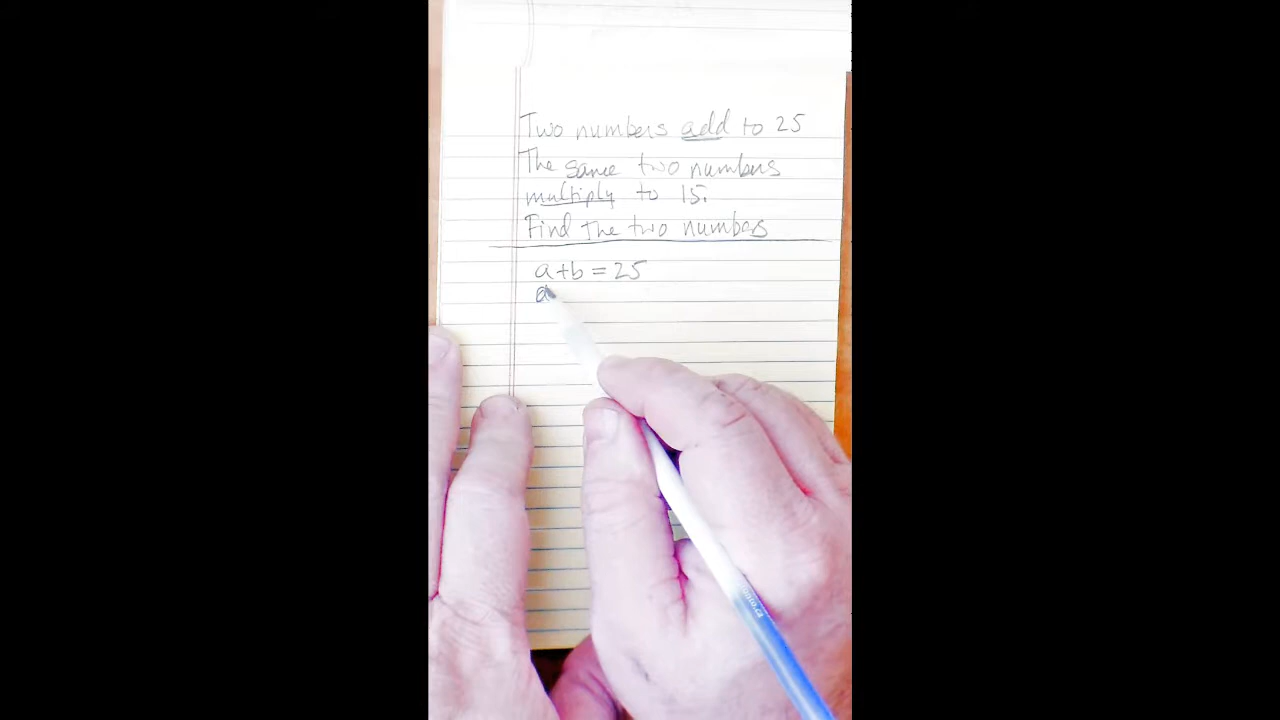 Two numbers add to 25
The same two numbers
multiply to 15.
Find the two numbers
a+b = 25
a